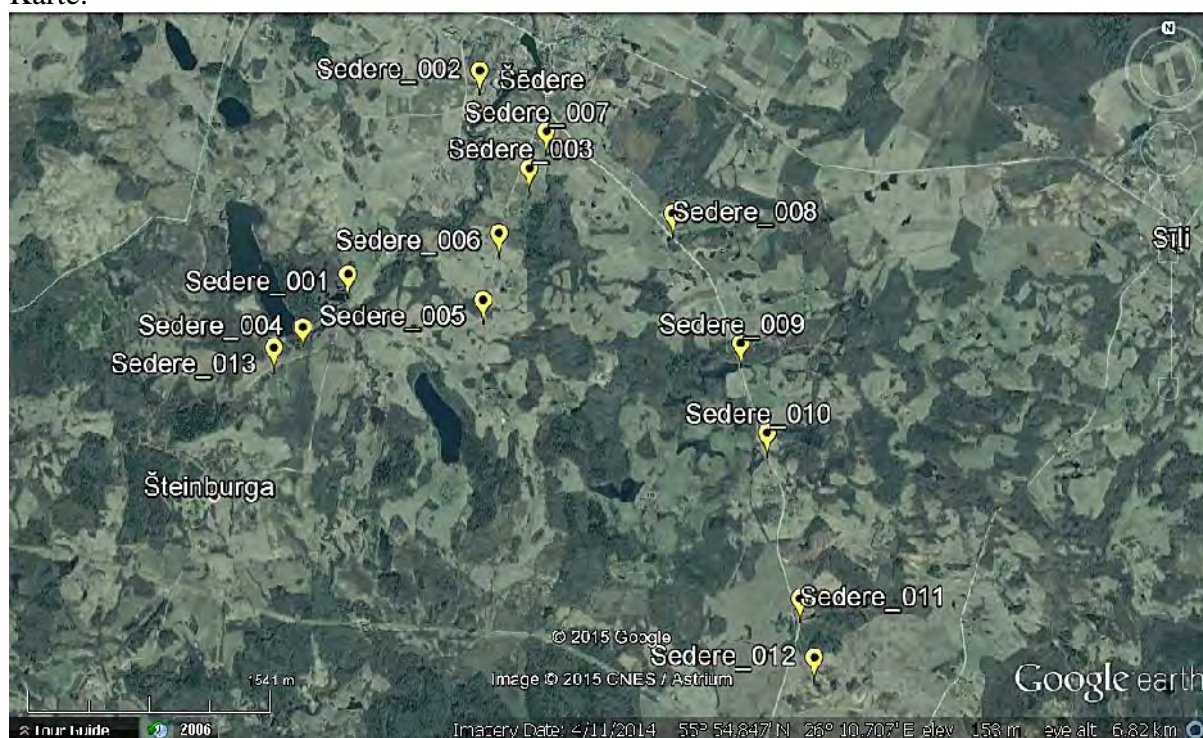 Karte:
N
Sedere_002
Šēdere
Sedere_007
Sedere_003
Sedere_008
Sedere_006
Sīļi
Sedere_001
Sedere_005
Sedere_004
Sedere_009
Sedere_013
Sedere_010
Šteinburga
Sedere_011
© 2015 Google
Sedere_012
Image © 2015 CNES / Astrium
Google earth
1541 m
Tour Guide
2006
Imagery Date: 4/11/2014 55° 54.847' N 26° 10.707' E elev 158 m eye alt 6.82 km